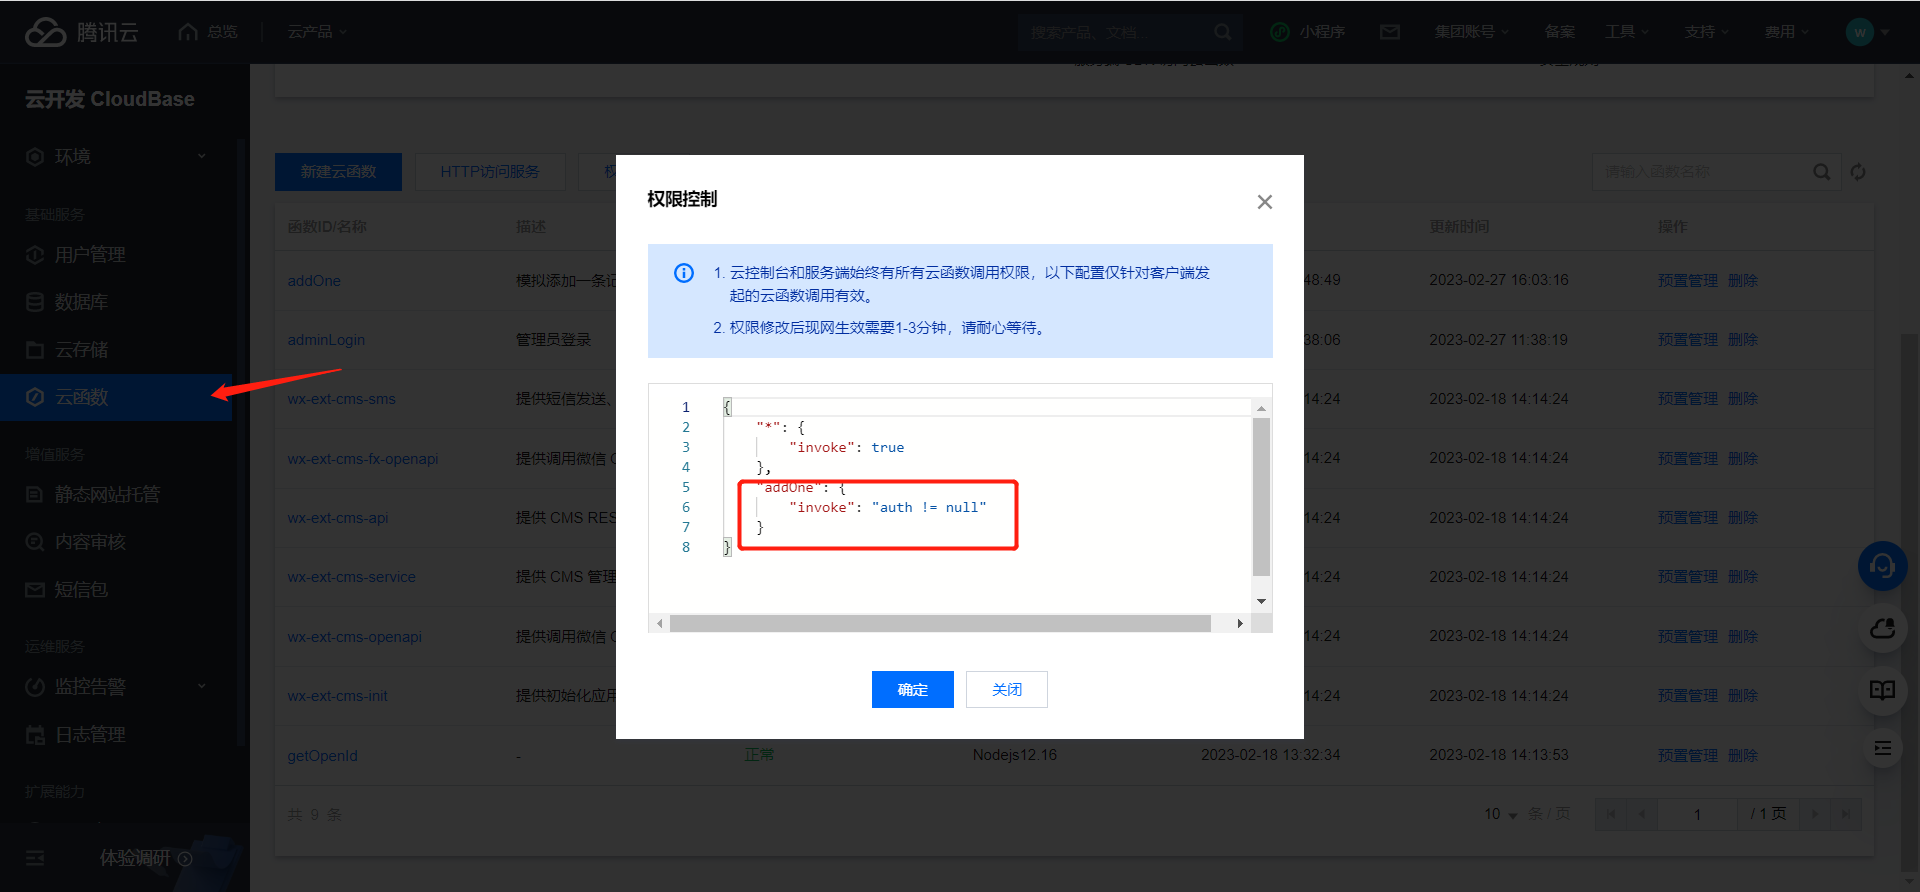 腾讯云
总览
云产品
搜索产品、文档...
小程序
集团账号
备案
工具
支持
费用
w
云开发 CloudBase
环境
基础服务
用户管理
数据库
云存储
云函数
增值服务
静态网站托管
内容审核
短信包
运维服务
监控告警
日志管理
扩展能力
体验调研
新建云函数
HTTP访问服务
权
请输入函数名称
函数ID/名称
描述
更新时间
操作
addOne
模拟添加一条记
48:49
2023-02-27 16:03:16
预置管理 删除
adminLogin
管理员登录
38:06
2023-02-27 11:38:19
预置管理 删除
wx-ext-cms-sms
提供短信发送、
14:24
2023-02-18 14:14:24
预置管理 删除
wx-ext-cms-fx-openapi
提供调用微信 C
14:24
2023-02-18 14:14:24
预置管理 删除
wx-ext-cms-api
提供 CMS RES
14:24
2023-02-18 14:14:24
预置管理 删除
wx-ext-cms-service
提供 CMS 管理
14:24
2023-02-18 14:14:24
预置管理 删除
wx-ext-cms-openapi
提供调用微信 C
14:24
2023-02-18 14:14:24
预置管理 删除
wx-ext-cms-init
提供初始化应用
14:24
2023-02-18 14:14:24
预置管理 删除
getOpenId
-
正常
Nodejs12.16
2023-02-18 13:32:34
2023-02-18 14:13:53
预置管理 删除
共 9 条
10 条 / 页
1
/ 1 页
权限控制
1. 云控制台和服务端始终有所有云函数调用权限，以下配置仅针对客户端发
起的云函数调用有效。
2. 权限修改后现网生效需要1-3分钟，请耐心等待。
1 {
2 "*": {
3 "invoke": true
4 },
5 "addOne": {
6 "invoke": "auth != null"
7 }
8 }
确定
关闭